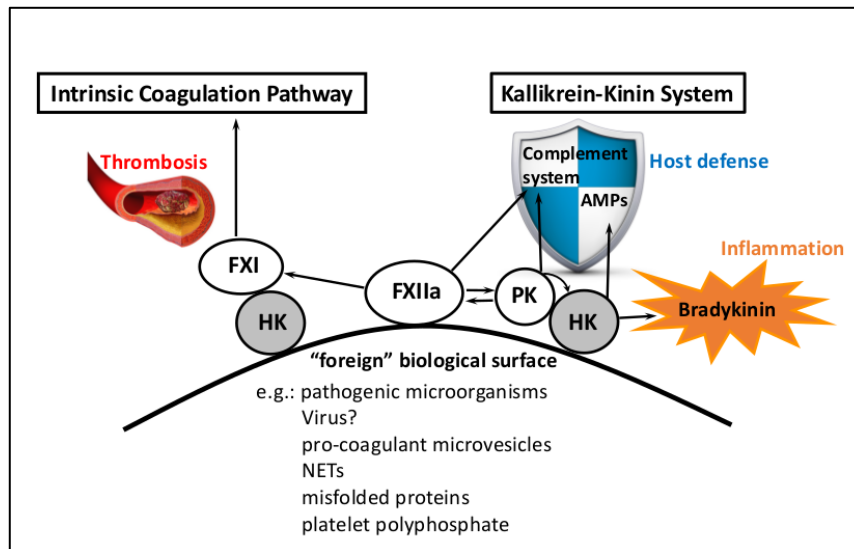 Intrinsic Coagulation Pathway
Kallikrein-Kinin System
Thrombosis
Complement
system
AMPs
Host defense
Inflammation
FXI
HK
FXIIa
PK
HK
Bradykinin
“foreign” biological surface
e.g.: pathogenic microorganisms
Virus?
pro-coagulant microvesicles
NETs
misfolded proteins
platelet polyphosphate